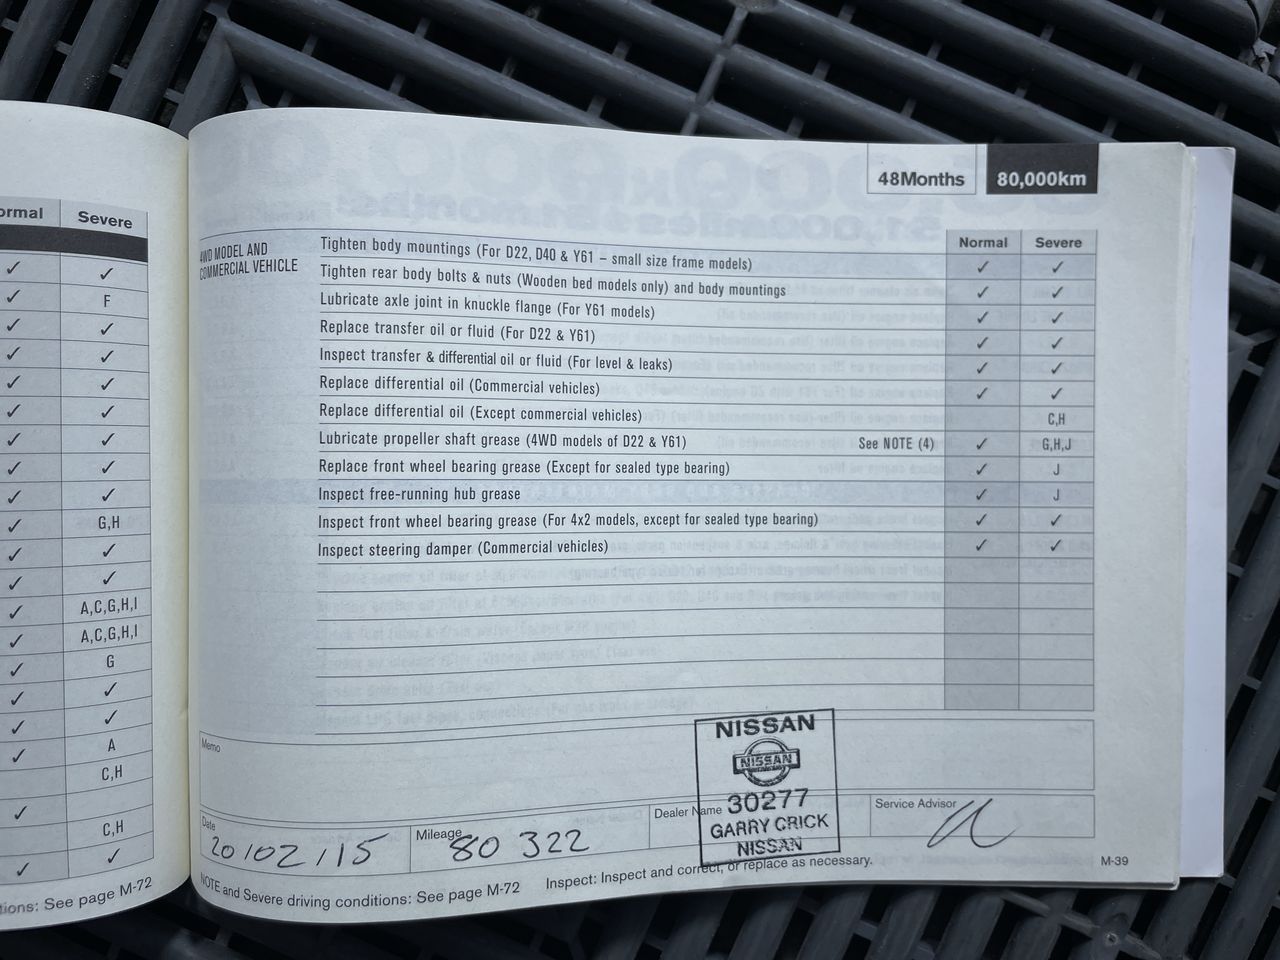 ormal Severe
✓ ✓
✓ F
✓ ✓
✓ ✓
✓ ✓
✓ ✓
✓ ✓
✓ ✓
✓ ✓
✓ G,H
✓ ✓
✓ ✓
✓ A,C,G,H,I
✓ A,C,G,H,I
✓ G
✓ ✓
✓ ✓
✓ A
C,H
✓
C,H
✓ ✓
tions: See page M-72
48Months 80,000km
Normal Severe
4WD MODEL AND
COMMERCIAL VEHICLE
Tighten body mountings (For D22, D40 & Y61 – small size frame models) ✓ ✓
Tighten rear body bolts & nuts (Wooden bed models only) and body mountings ✓ ✓
Lubricate axle joint in knuckle flange (For Y61 models) ✓ ✓
Replace transfer oil or fluid (For D22 & Y61) ✓ ✓
Inspect transfer & differential oil or fluid (For level & leaks) ✓ ✓
Replace differential oil (Commercial vehicles) ✓ ✓
Replace differential oil (Except commercial vehicles) C,H
Lubricate propeller shaft grease (4WD models of D22 & Y61) See NOTE (4) ✓ G,H,J
Replace front wheel bearing grease (Except for sealed type bearing) ✓ J
Inspect free-running hub grease ✓ J
Inspect front wheel bearing grease (For 4x2 models, except for sealed type bearing) ✓ ✓
Inspect steering damper (Commercial vehicles) ✓ ✓
Memo
NISSAN
NISSAN
30277
GARRY CRICK
NISSAN
Date 20/02/15
Mileage 80 322
Dealer Name
Service Advisor
NOTE and Severe driving conditions: See page M-72 Inspect: Inspect and correct, or replace as necessary.
M-39